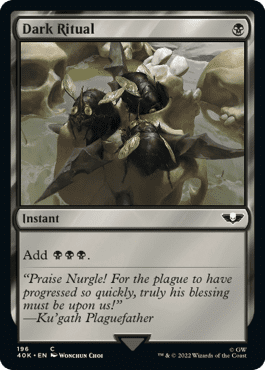 Dark Ritual
Instant
Add
“Praise Nurgle! For the plague to have
progressed so quickly, truly his blessing
must be upon us!”
—Ku'gath Plaguefather
196 C
40K • EN WONCHUN CHOI
© GW
™ & © 2022 Wizards of the Coast